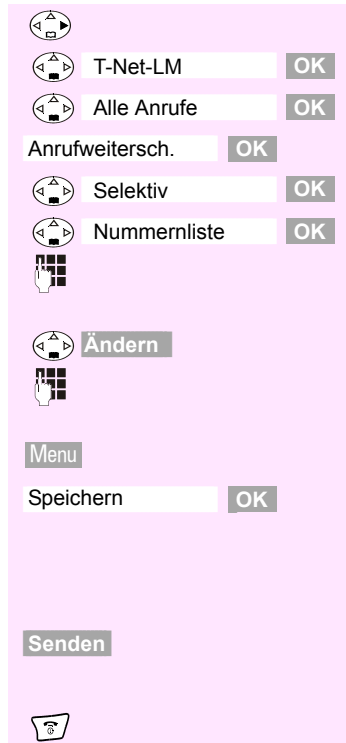 T-Net-LM OK
Alle Anrufe OK
Anrufweitersch. OK
Selektiv OK
Nummernliste OK
Ändern
Menu
Speichern OK
Senden